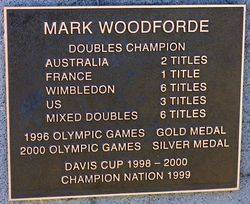 MARK WOODFORDE
DOUBLES CHAMPION
AUSTRALIA 2 TITLES
FRANCE 1 TITLE
WIMBLEDON 6 TITLES
US 3 TITLES
MIXED DOUBLES 6 TITLES
1996 OLYMPIC GAMES GOLD MEDAL
2000 OLYMPIC GAMES SILVER MEDAL
DAVIS CUP 1998 - 2000
CHAMPION NATION 1999